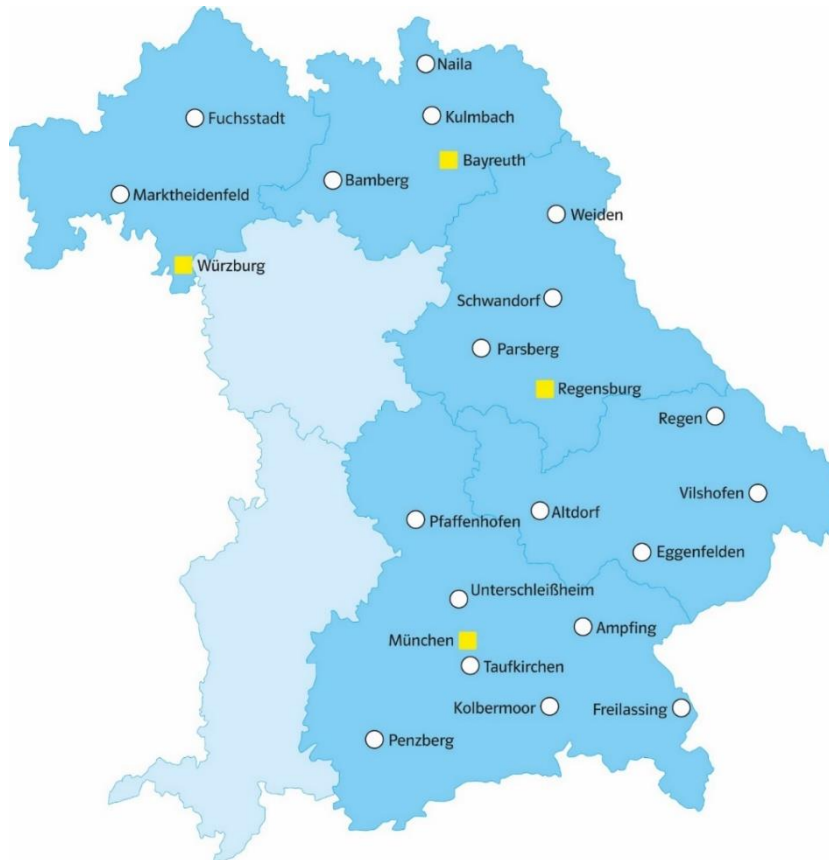 Naila
Fuchsstadt
Kulmbach
Bayreuth
Bamberg
Marktheidenfeld
Weiden
Würzburg
Schwandorf
Parsberg
Regensburg
Regen
Vilshofen
Altdorf
Pfaffenhofen
Eggenfelden
Unterschleißheim
Ampfing
München
Taufkirchen
Kolbermoor
Freilassing
Penzberg